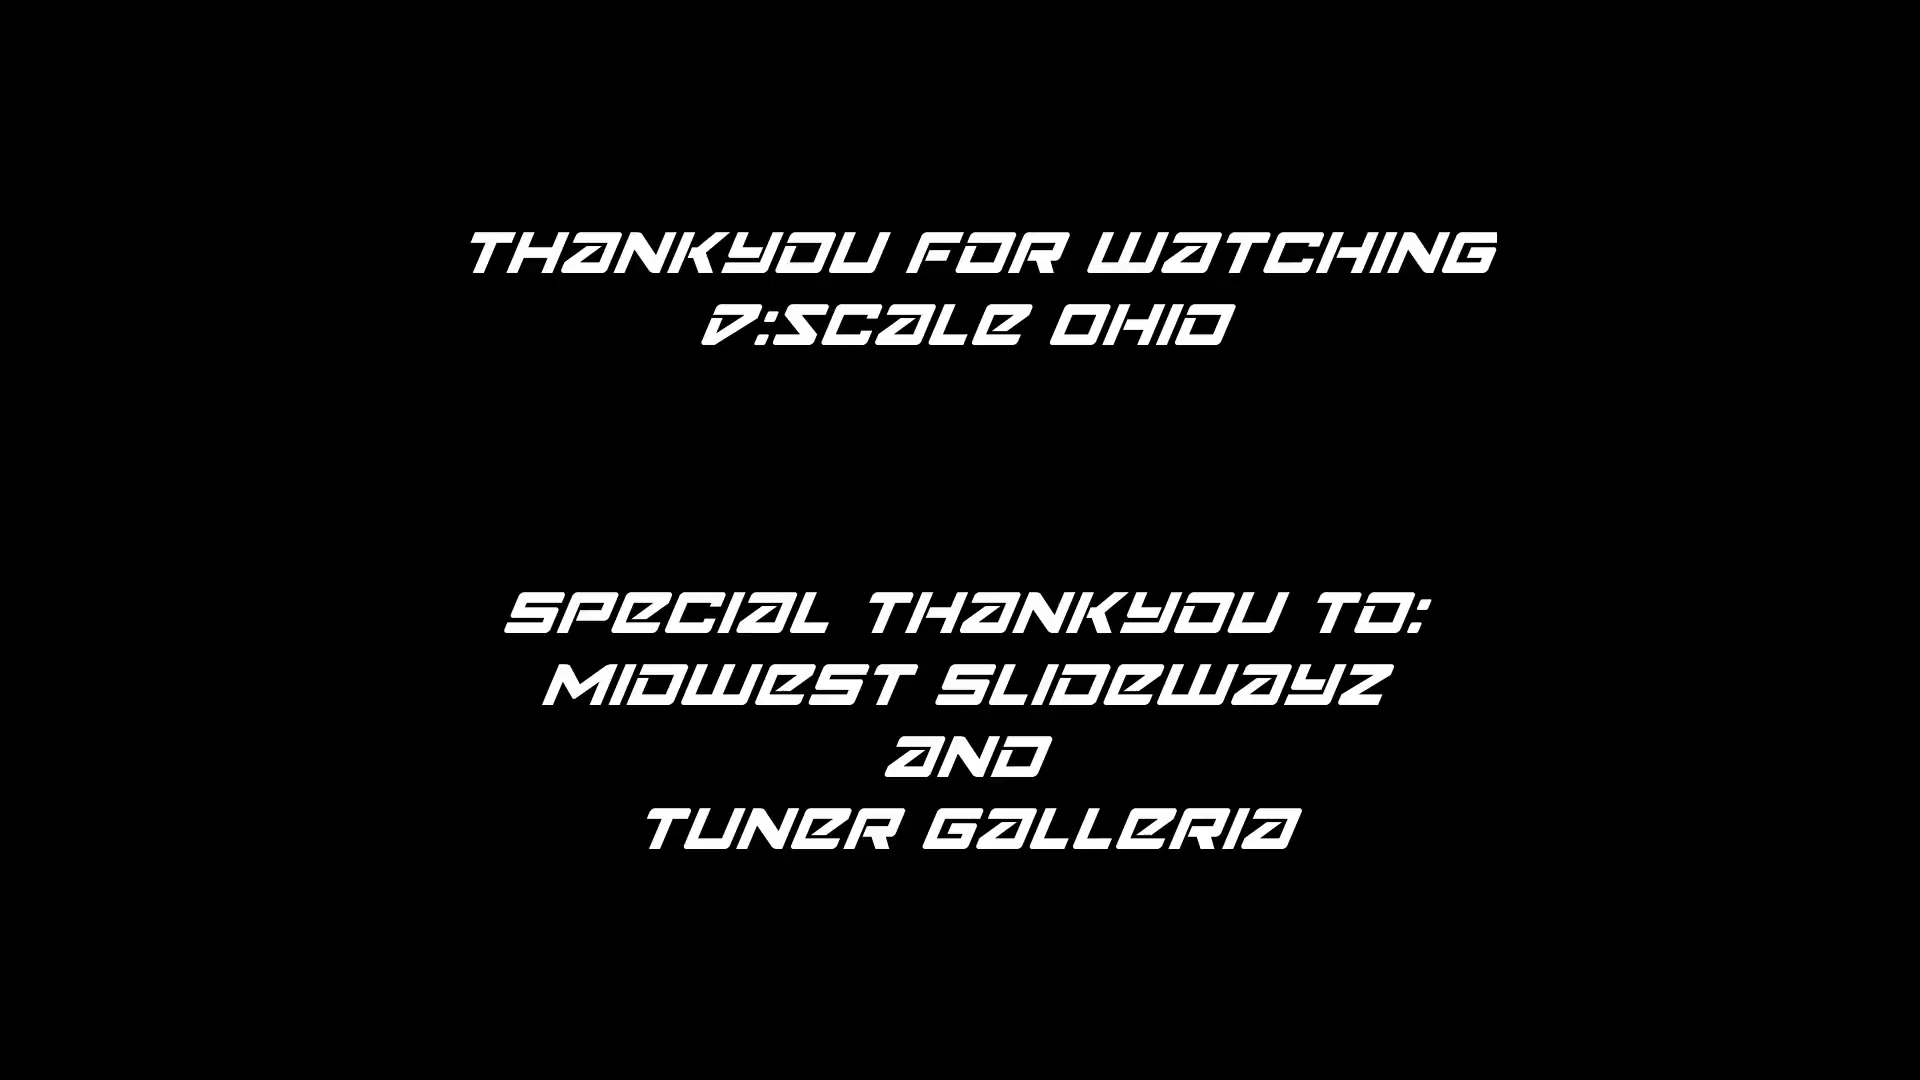 THANKYOU FOR WATCHING
D:SCALE OHIO
SPECIAL THANKYOU TO:
MIDWEST SLIDEWAYZ
AND
TUNER GALLERIA